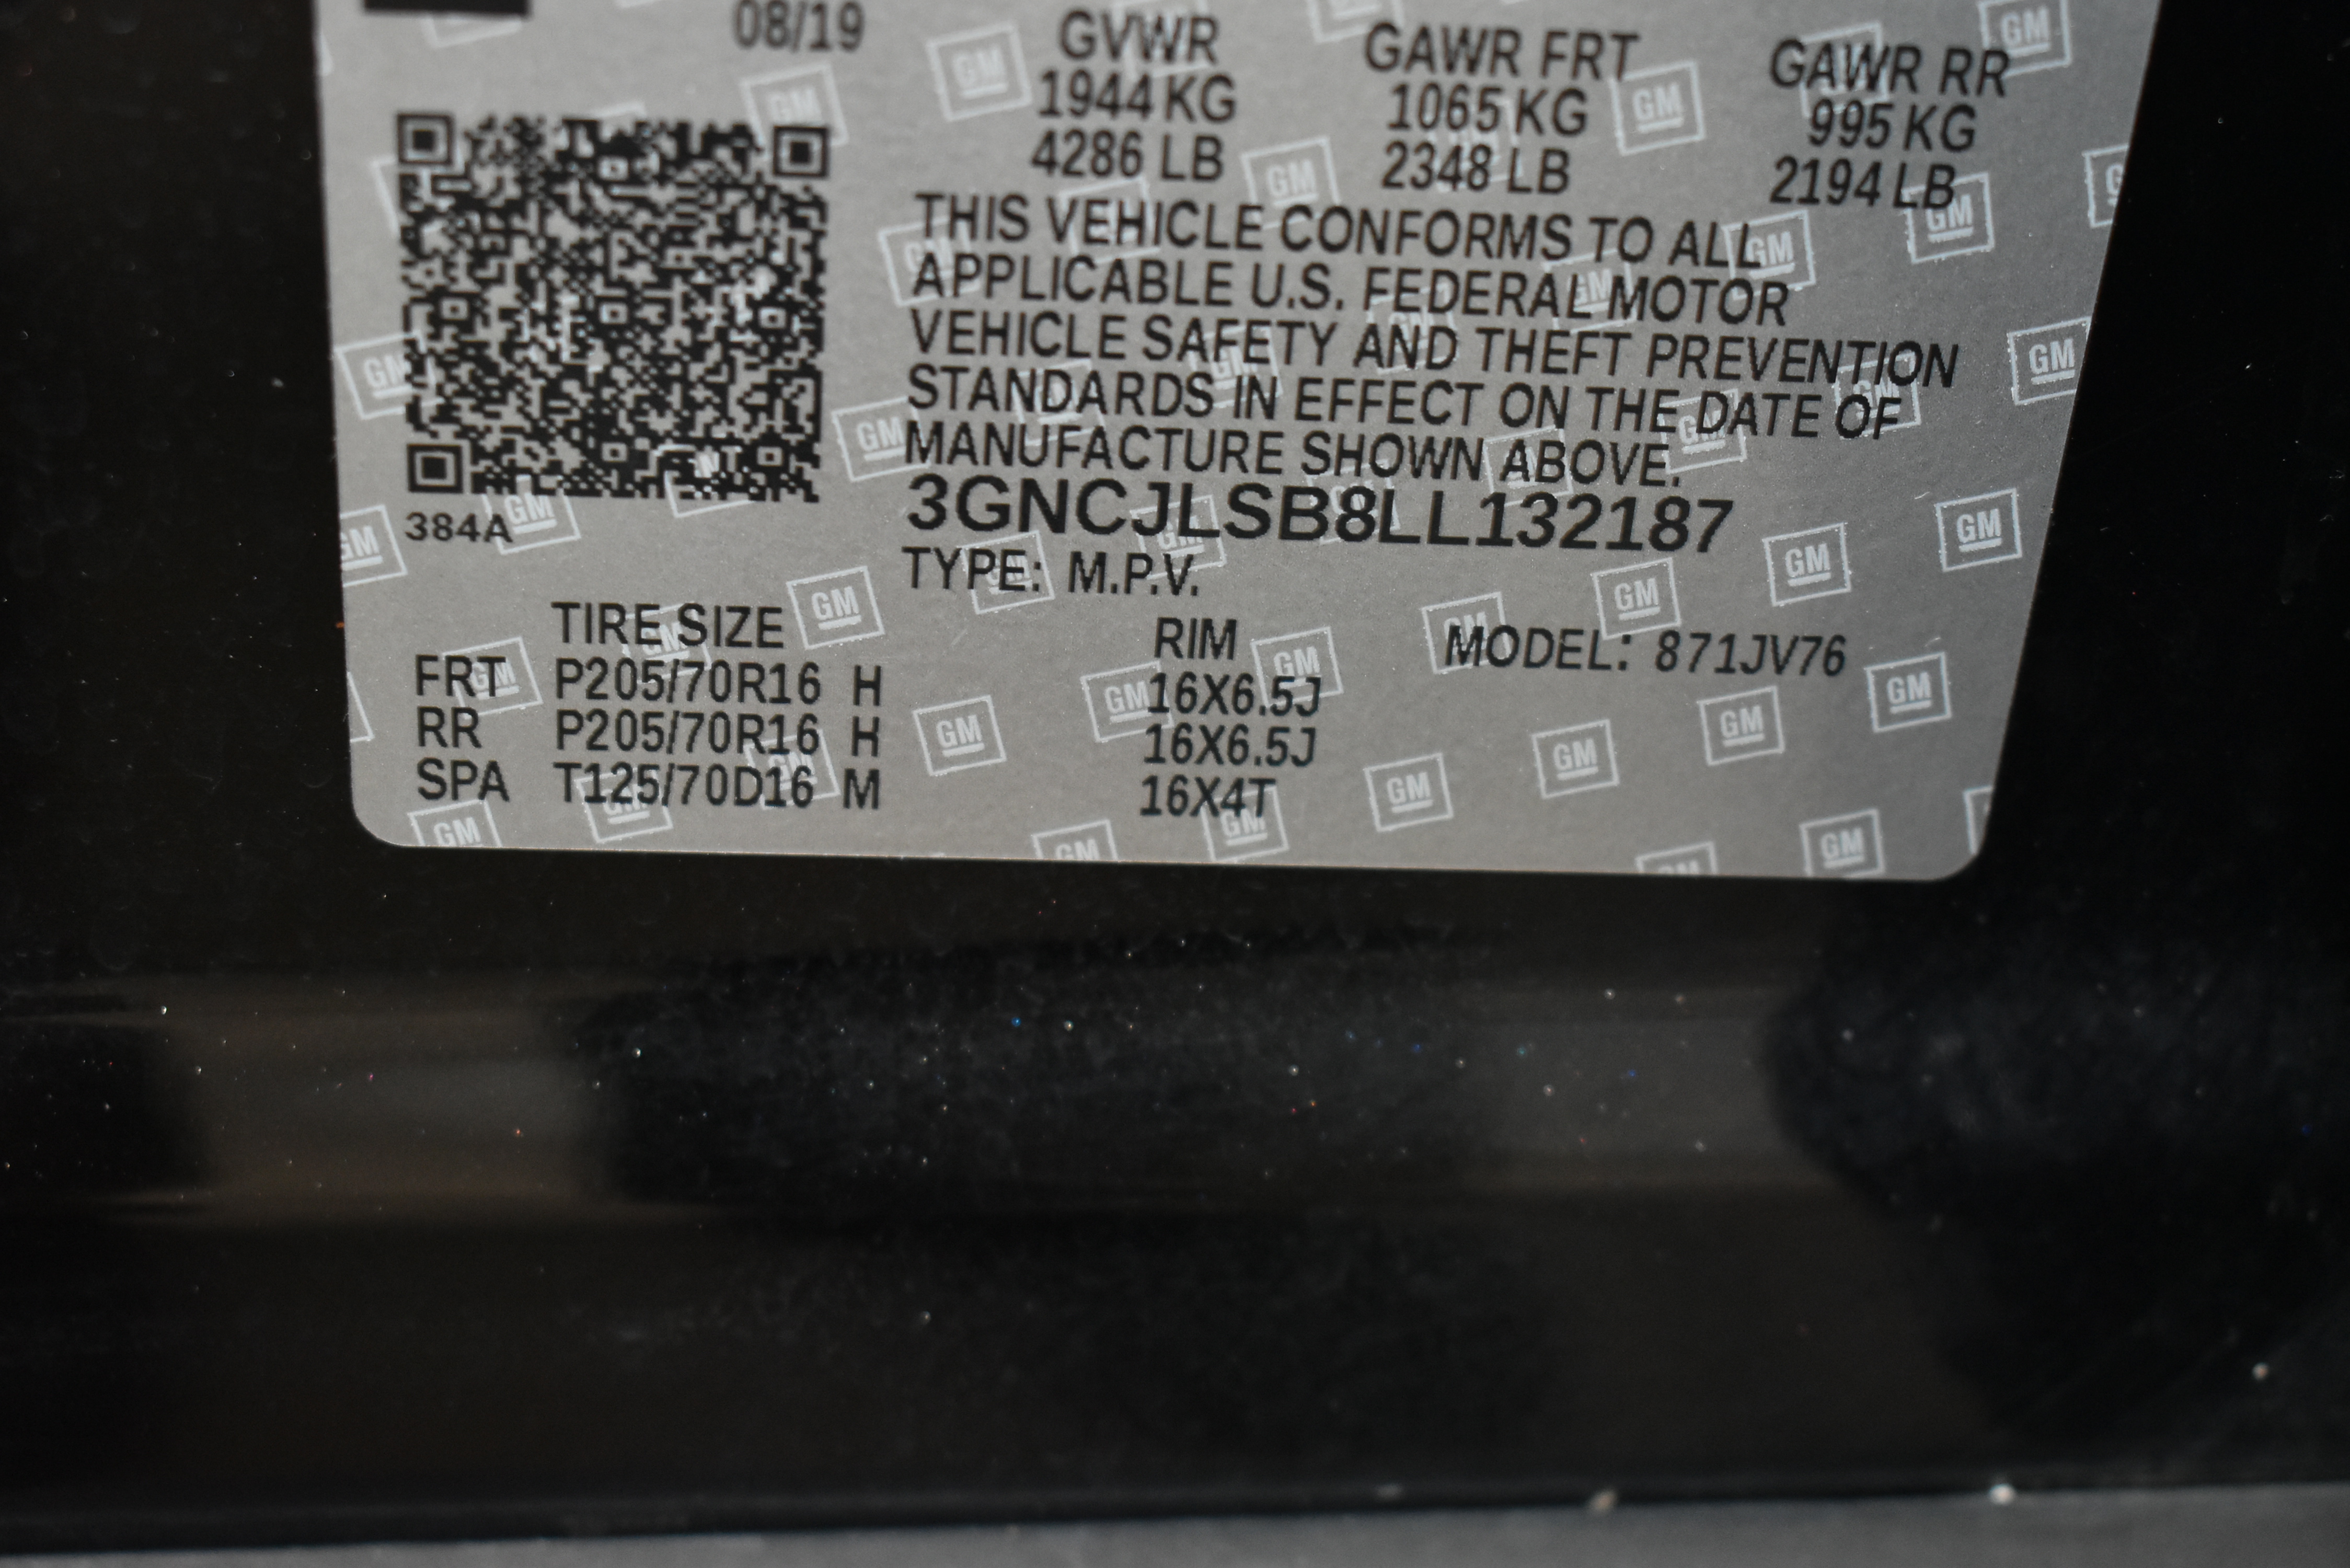 08/19
GVWR
1944 KG
4286 LB
GAWR FRT
1065 KG
2348 LB
GAWR RR
995 KG
2194 LB
THIS VEHICLE CONFORMS TO ALL
APPLICABLE U.S. FEDERAL MOTOR
VEHICLE SAFETY AND THEFT PREVENTION
STANDARDS IN EFFECT ON THE DATE OF
MANUFACTURE SHOWN ABOVE.
3GNCJLSB8LL132187
384A
TYPE: M.P.V.
TIRE SIZE RIM MODEL: 871JV76
FRT P205/70R16 H 16X6.5J
RR P205/70R16 H 16X6.5J
SPA T125/70D16 M 16X4T
GM